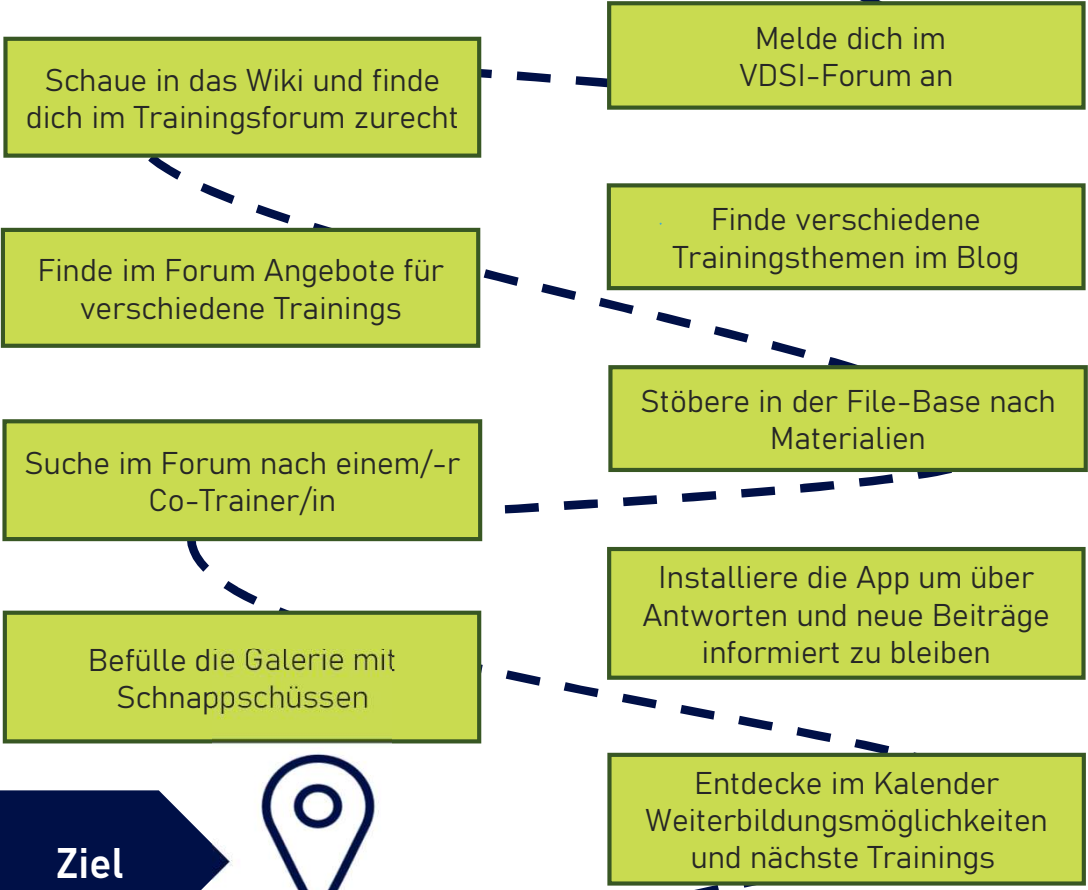 Melde dich im
VDSI-Forum an
Schaue in das Wiki und finde
dich im Trainingsforum zurecht
Finde verschiedene
Trainingsthemen im Blog
Finde im Forum Angebote für
verschiedene Trainings
Stöbere in der File-Base nach
Materialien
Suche im Forum nach einem/-r
Co-Trainer/in
Installiere die App um über
Antworten und neue Beiträge
informiert zu bleiben
Befülle die Galerie mit
Schnappschüssen
Entdecke im Kalender
Weiterbildungsmöglichkeiten
und nächste Trainings
Ziel